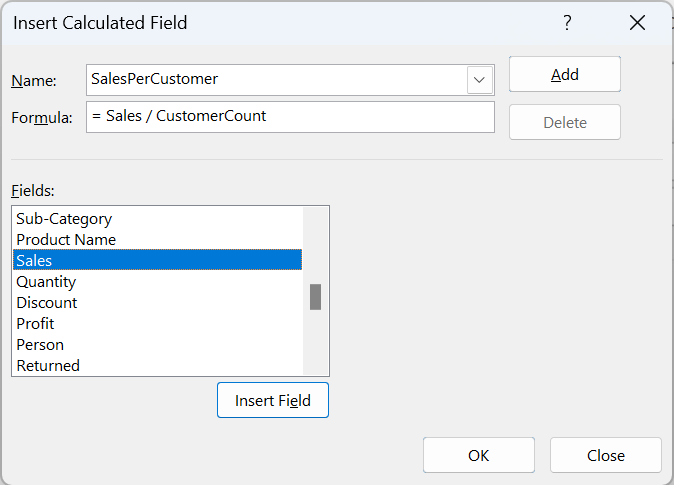 Insert Calculated Field ?
Name: SalesPerCustomer Add
Formula: = Sales / CustomerCount Delete
Fields:
Sub-Category
Product Name
Sales
Quantity
Discount
Profit
Person
Returned
Insert Field
OK Close